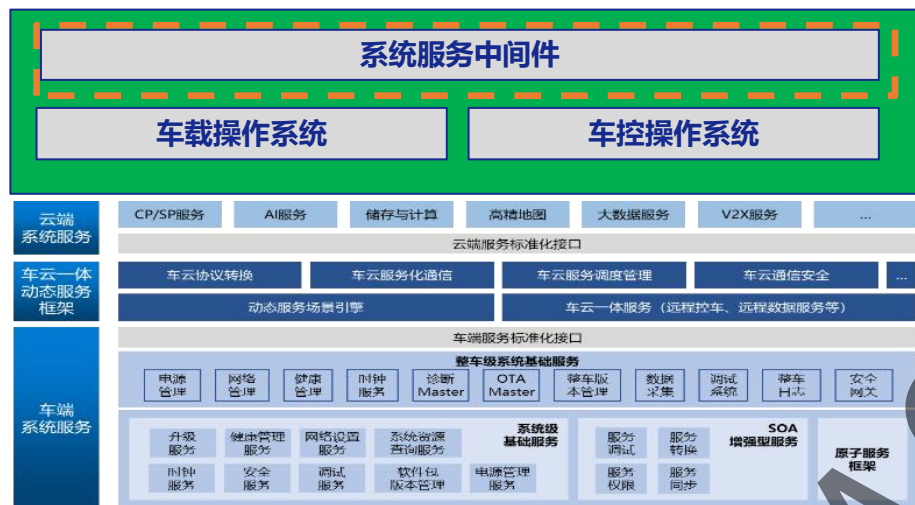 系统服务中间件
车载操作系统
车控操作系统
云端
系统服务
CP/SP服务
AI服务
储存与计算
高精地图
大数据服务
V2X服务
...
云端服务标准化接口
车云一体
动态服务
框架
车云协议转换
车云服务化通信
车云服务调度管理
车云通信安全
...
动态服务场景引擎
车云一体服务（远程控车、远程数据服务等）
车端
系统服务
车端服务标准化接口
整车级系统基础服务
电源
管理
网络
管理
健康
管理
时钟
服务
诊断
Master
OTA
Master
整车版
本管理
数据
采集
调试
系统
整车
日志
安全
网关
系统级
基础服务
升级
服务
健康管理
服务
网络设置
服务
系统资源
查询服务
时钟
服务
安全
服务
调试
服务
软件包
版本管理
电源管理
服务
SOA
增强型服务
服务
调试
服务
转换
服务
权限
服务
同步
原子服务
框架